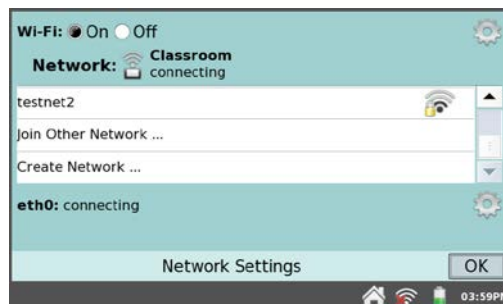 Wi-Fi: On Off
Network: Classroom
connecting
testnet2
Join Other Network ...
Create Network ...
eth0: connecting
Network Settings
OK
03:59P